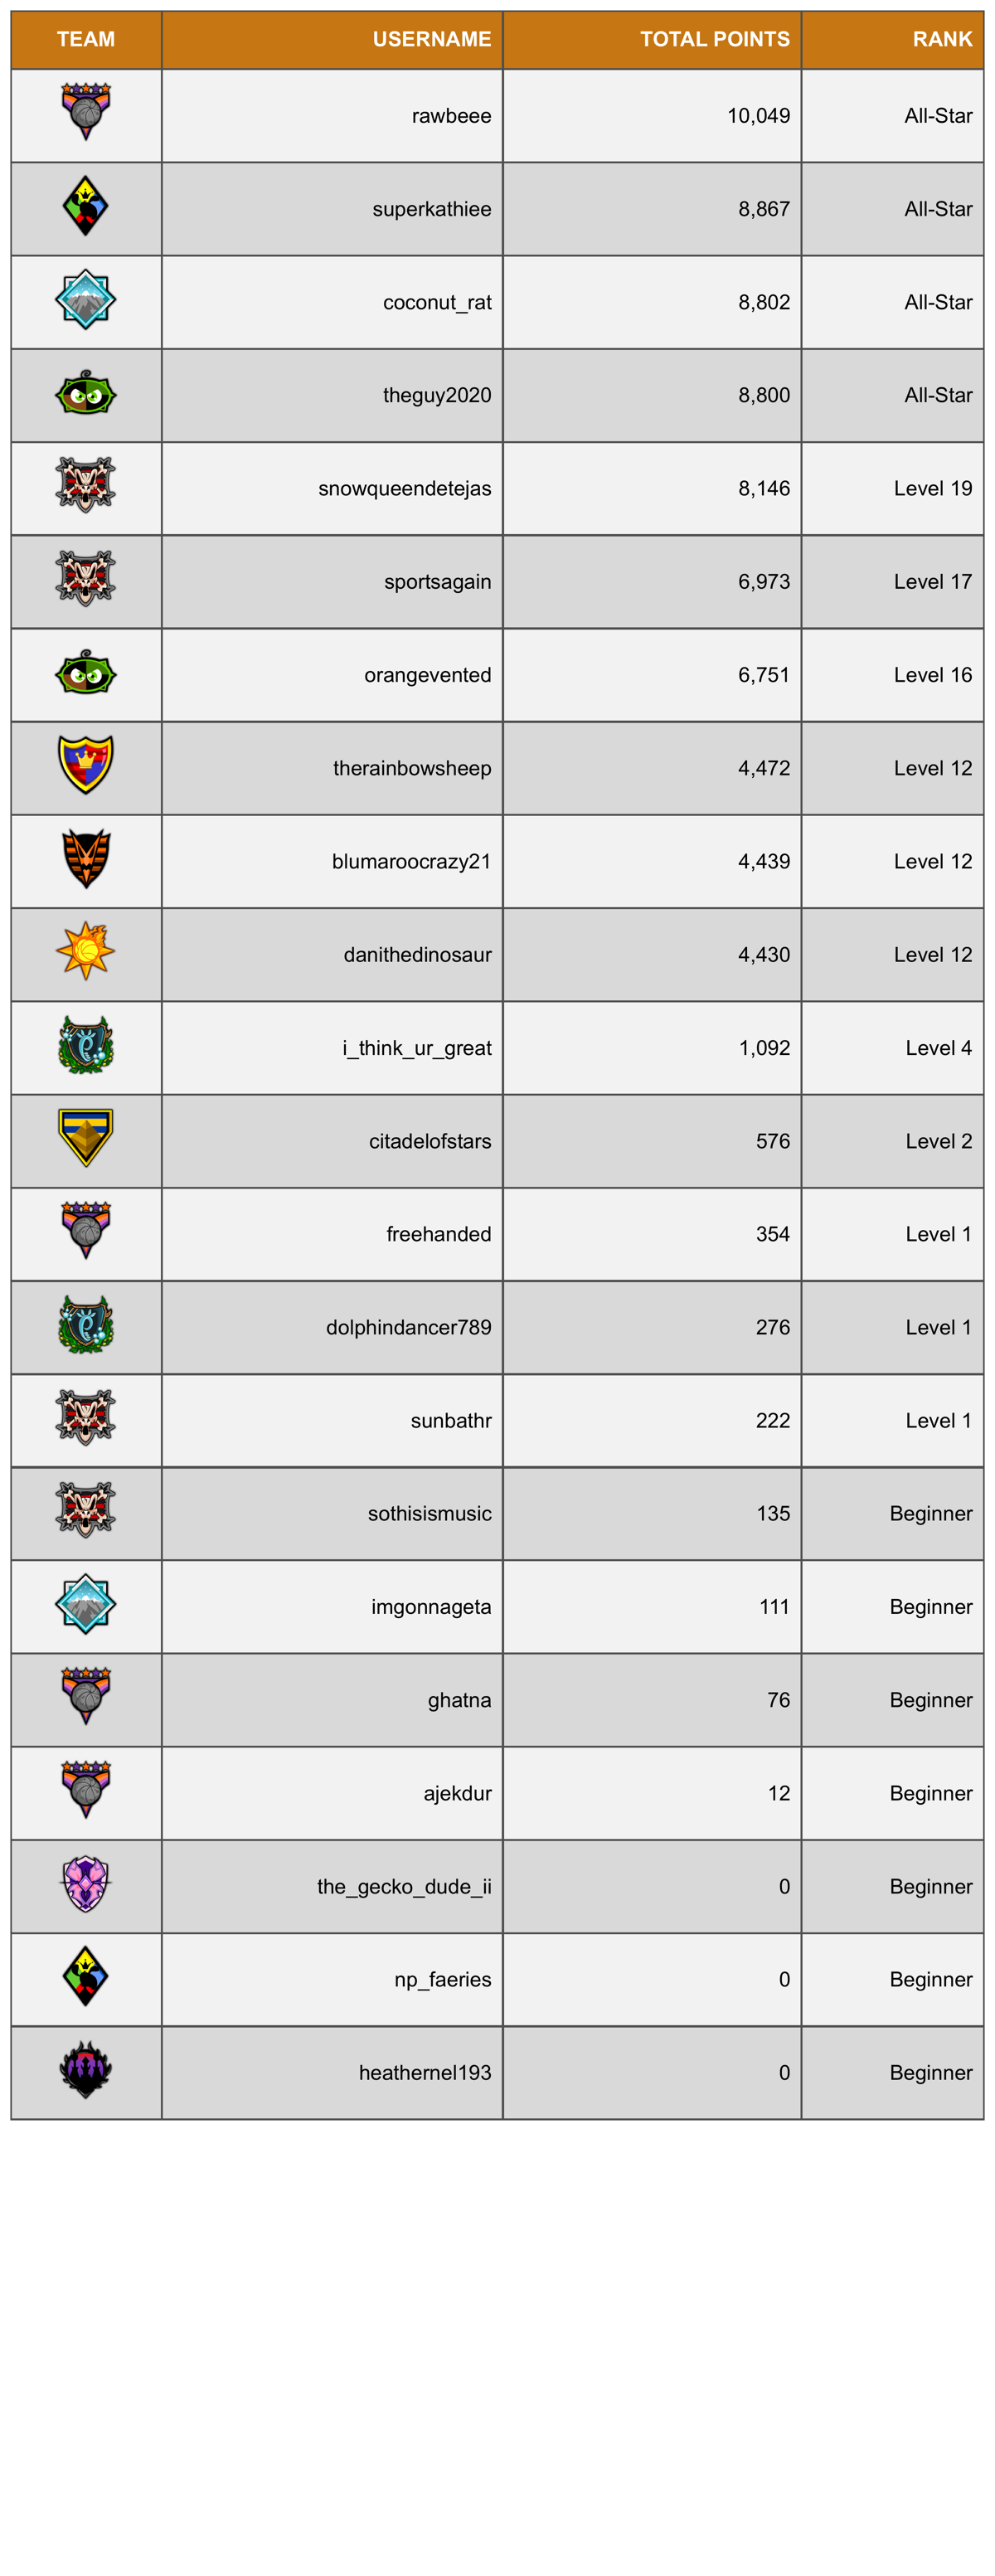 TEAM USERNAME TOTAL POINTS RANK
rawbeee 10,049 All-Star
superkathiee 8,867 All-Star
coconut_rat 8,802 All-Star
theguy2020 8,800 All-Star
snowqueendetejas 8,146 Level 19
sportsagain 6,973 Level 17
orangevented 6,751 Level 16
therainbowsheep 4,472 Level 12
blumaroocrazy21 4,439 Level 12
danithedinosaur 4,430 Level 12
i_think_ur_great 1,092 Level 4
citadelofstars 576 Level 2
freehanded 354 Level 1
dolphindancer789 276 Level 1
sunbathr 222 Level 1
sothisismusic 135 Beginner
imgonnageta 111 Beginner
ghatna 76 Beginner
ajekdur 12 Beginner
the_gecko_dude_ii 0 Beginner
np_faeries 0 Beginner
heathernel193 0 Beginner